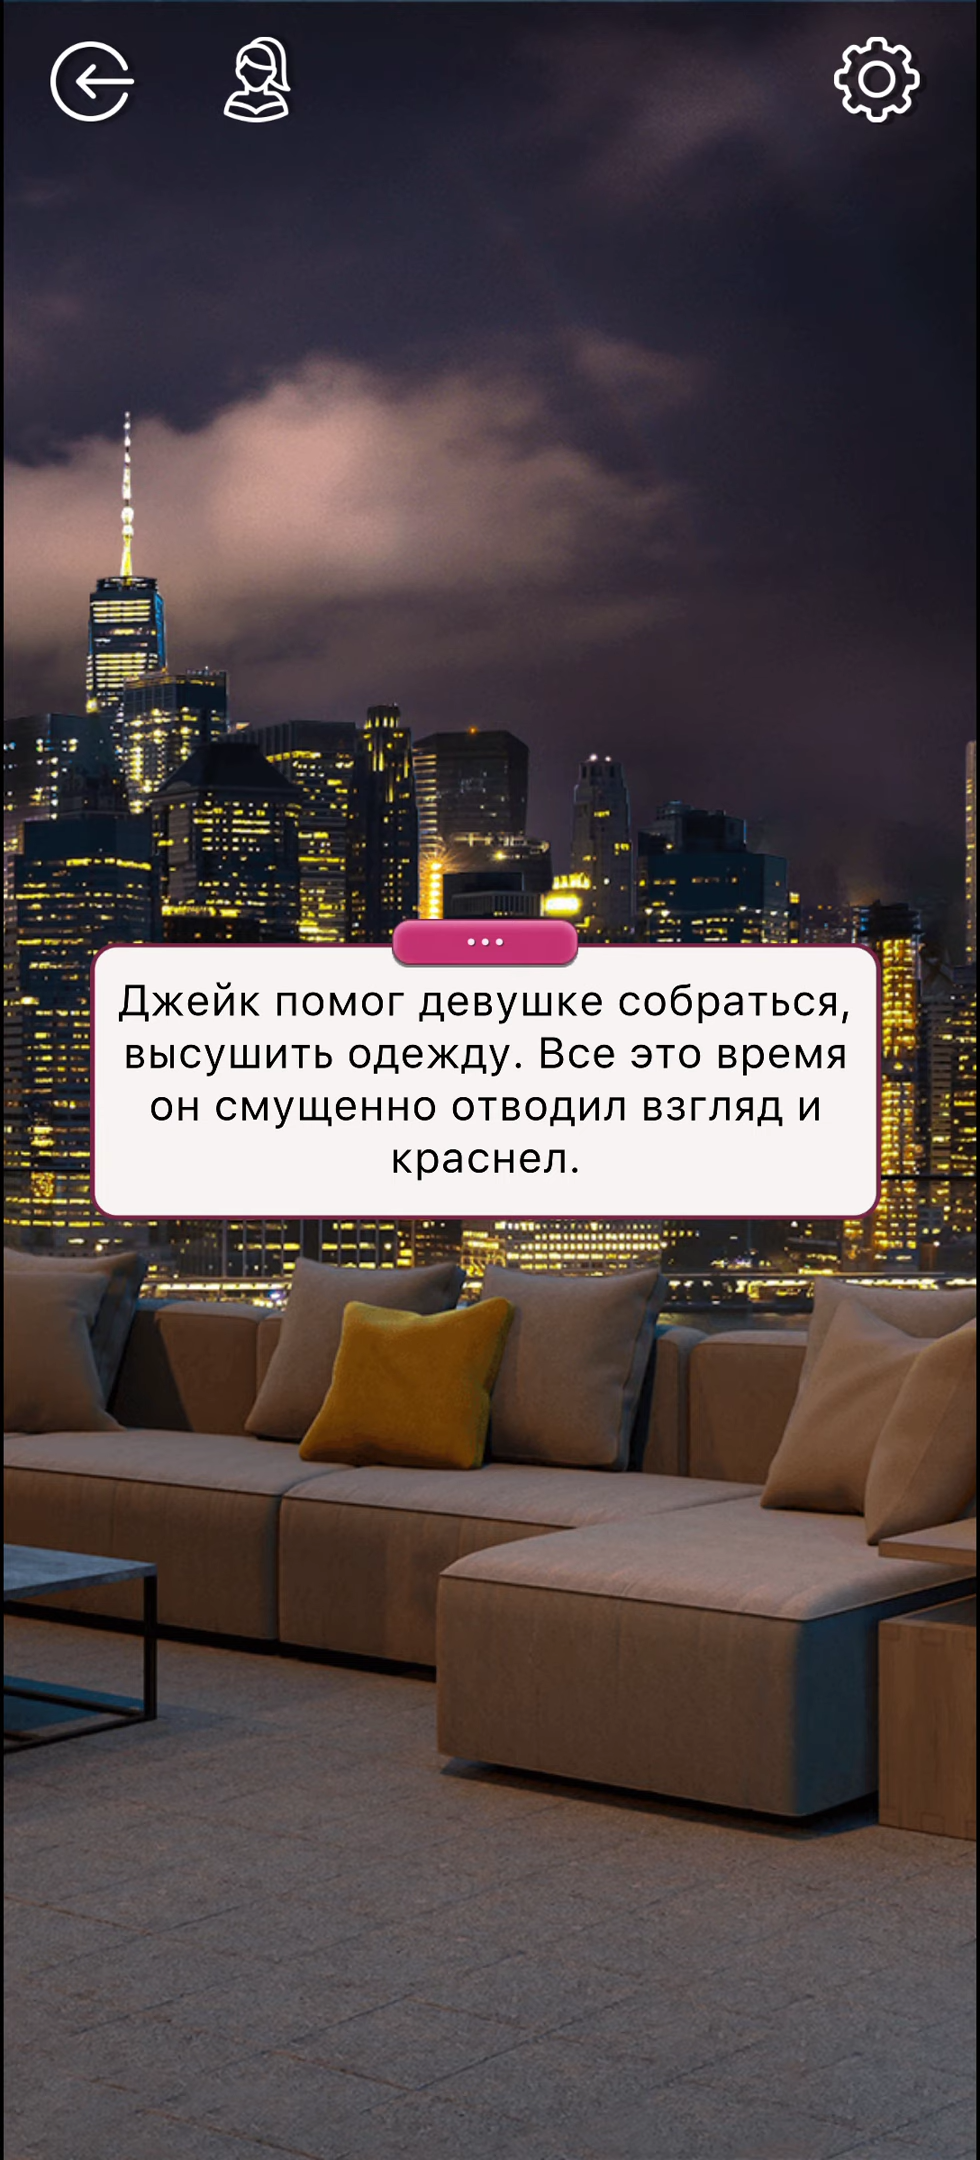 ...
Джейк помог девушке собраться,
высушить одежду. Все это время
он смущенно отводил взгляд и
краснел.